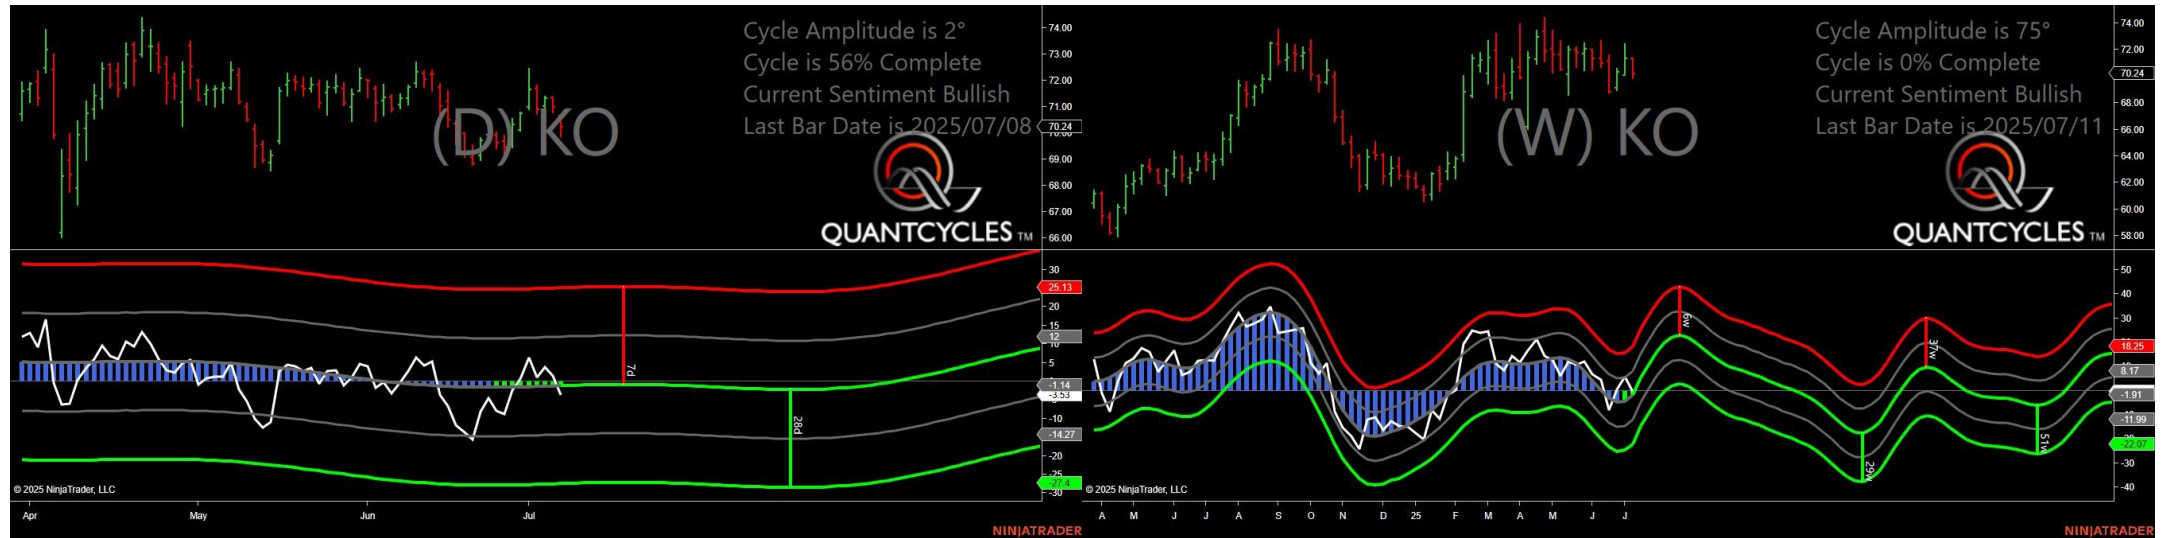 Cycle Amplitude is 2°
Cycle is 56% Complete
Current Sentiment Bullish
Last Bar Date is 2025/07/08
(D) KO
QUANTCYCLES TM
74.00
73.00
72.00
71.00
70.24
70.00
69.00
68.00
67.00
66.00
30
25.13
20
15
12
10
5
-1.14
-3.53
-10
-14.27
-20
-25
-27.4
-30
7d
28d
© 2025 NinjaTrader, LLC
Apr May Jun Jul
NINJATRADER
Cycle Amplitude is 75°
Cycle is 0% Complete
Current Sentiment Bullish
Last Bar Date is 2025/07/11
(W) KO
QUANTCYCLES TM
74.00
72.00
70.24
68.00
66.00
64.00
62.00
60.00
58.00
50
40
30
18.25
8.17
-1.91
-11.99
-22.07
-30
-40
6w
29w
37w
51w
© 2025 NinjaTrader, LLC
A M J J A S O N D 25 F M A M J J
NINJATRADER